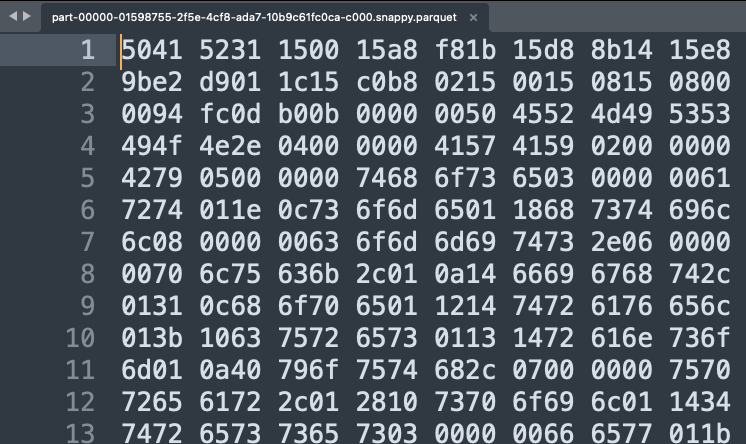 part-00000-01598755-2f5e-4cf8-ada7-10b9c61fc0ca-c000.snappy.parquet ×
1 5041 5231 1500 15a8 f81b 15d8 8b14 15e8
2 9be2 d901 1c15 c0b8 0215 0015 0815 0800
3 0094 fc0d b00b 0000 0050 4552 4d49 5353
4 494f 4e2e 0400 0000 4157 4159 0200 0000
5 4279 0500 0000 7468 6f73 6503 0000 0061
6 7274 011e 0c73 6f6d 6501 1868 7374 696c
7 6c08 0000 0063 6f6d 6d69 7473 2e06 0000
8 0070 6c75 636b 2c01 0a14 6669 6768 742c
9 0131 0c68 6f70 6501 1214 7472 6176 656c
10 013b 1063 7572 6573 0113 1472 616e 736f
11 6d01 0a40 796f 7574 682c 0700 0000 7570
12 7265 6172 2c01 2810 7370 6f69 6c01 1434
13 7472 6573 7365 7303 0000 0066 6577 011b